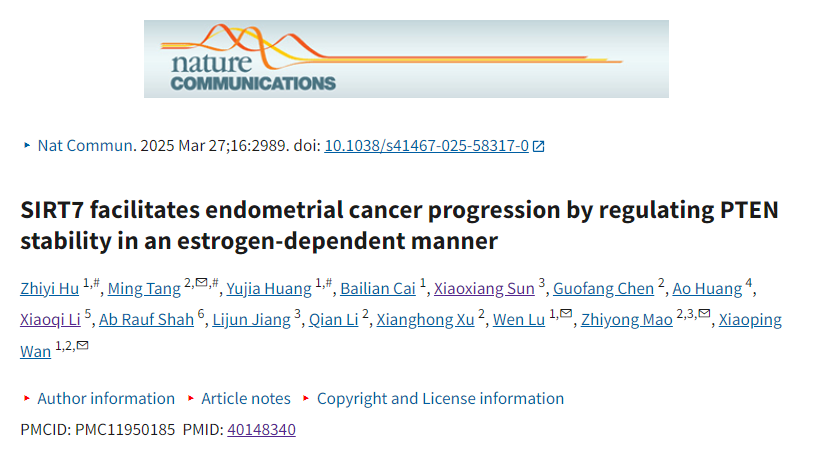 nature
COMMUNICATIONS
‣ Nat Commun. 2025 Mar 27;16:2989. doi: 10.1038/s41467-025-58317-0
SIRT7 facilitates endometrial cancer progression by regulating PTEN
stability in an estrogen-dependent manner
Zhiyi Hu 1,#, Ming Tang 2,✉,#, Yujia Huang 1,#, Bailian Cai 1, Xiaoxiang Sun 3, Guofang Chen 2, Ao Huang 4,
Xiaoqi Li 5, Ab Rauf Shah 6, Lijun Jiang 3, Qian Li 2, Xianghong Xu 2, Wen Lu 1,✉, Zhiyong Mao 2,3,✉, Xiaoping
Wan 1,2,✉
‣ Author information ‣ Article notes ‣ Copyright and License information
PMCID: PMC11950185 PMID: 40148340